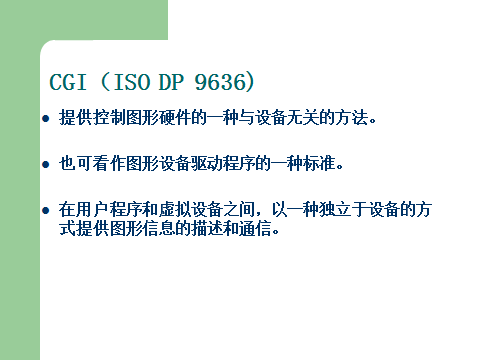 CGI（ISO DP 9636)
提供控制图形硬件的一种与设备无关的方法。
也可看作图形设备驱动程序的一种标准。
在用户程序和虚拟设备之间，以一种独立于设备的方
式提供图形信息的描述和通信。